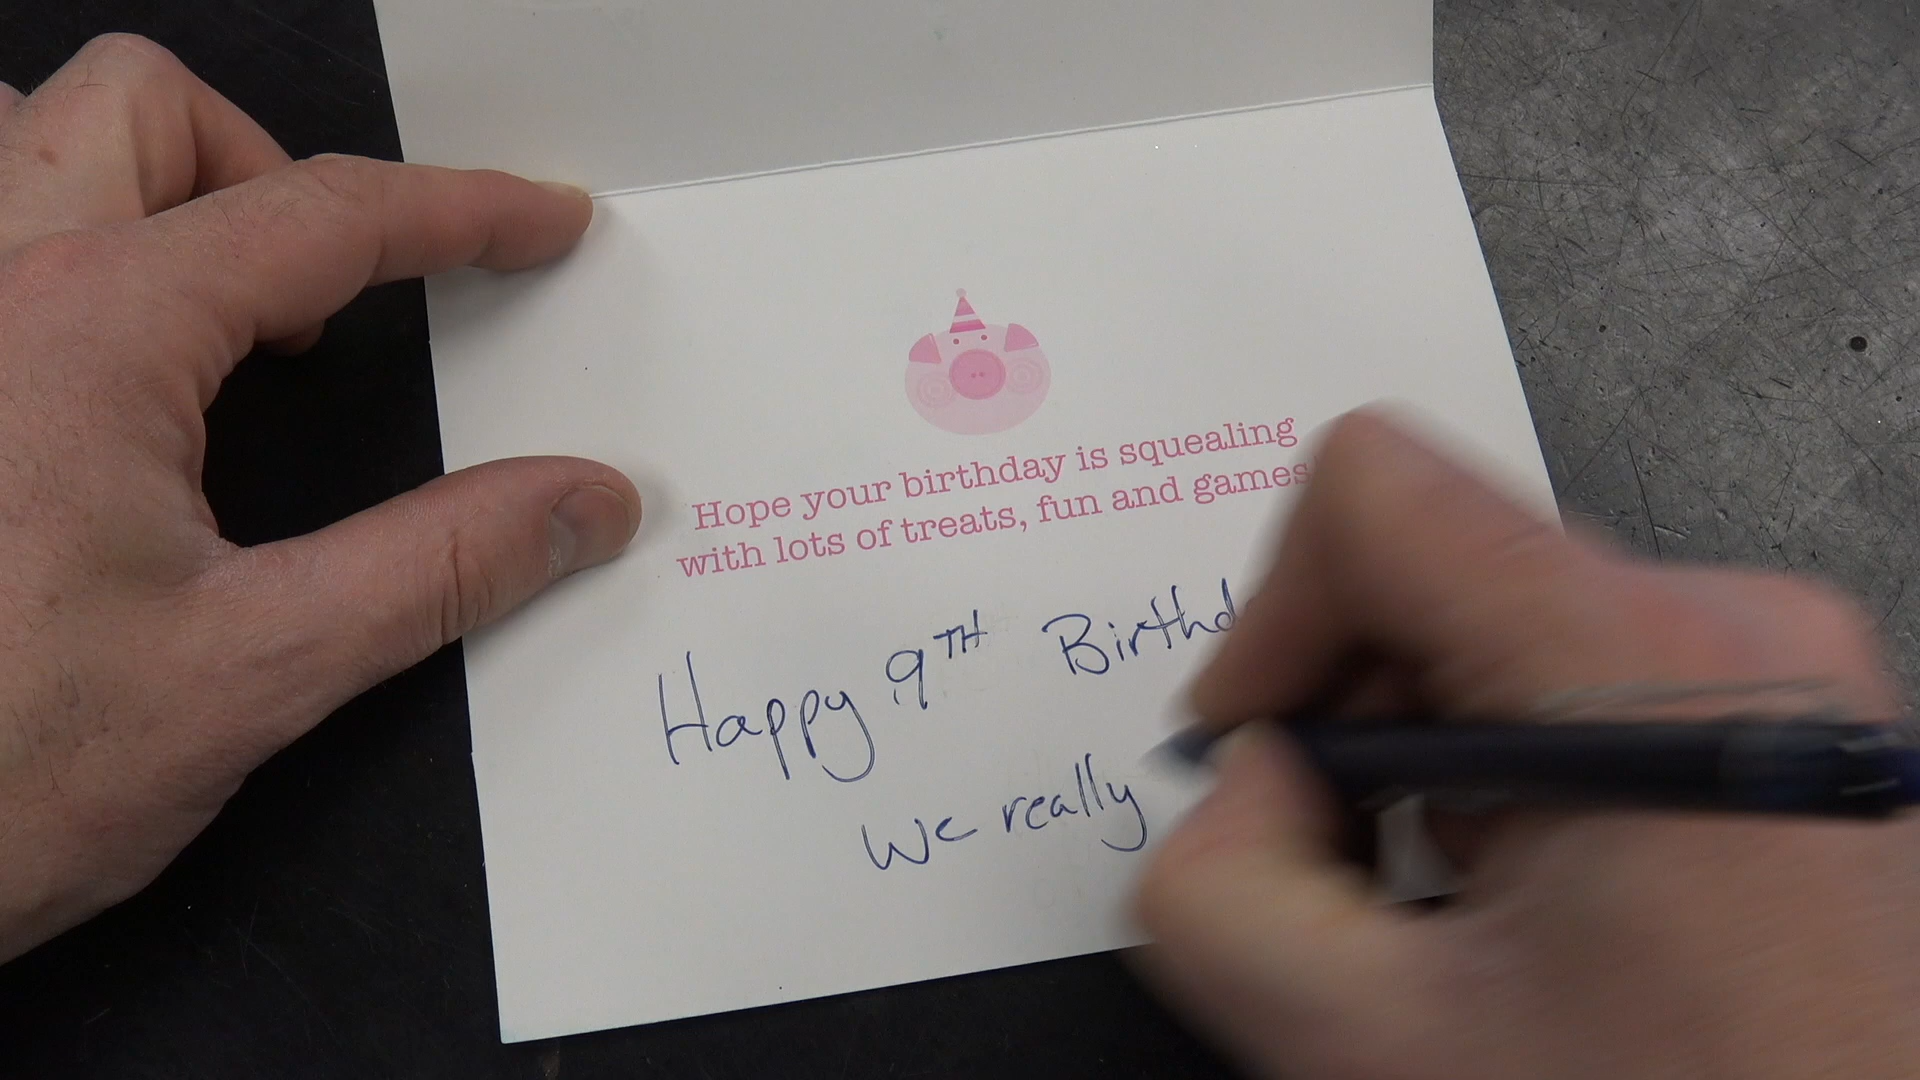 Hope your birthday is squealing
with lots of treats, fun and games
Happy 9TH Birthd
We really